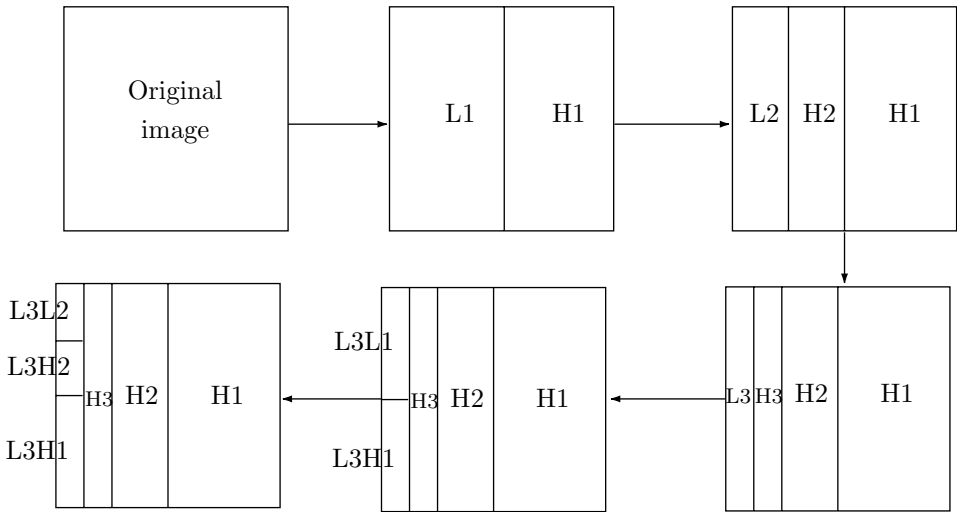 Original
image
L1
H1
L2
H2
H1
L3L2
L3H2
L3H1
H3
H2
H1
L3L1
L3H1
H3
H2
H1
L3
H3
H2
H1